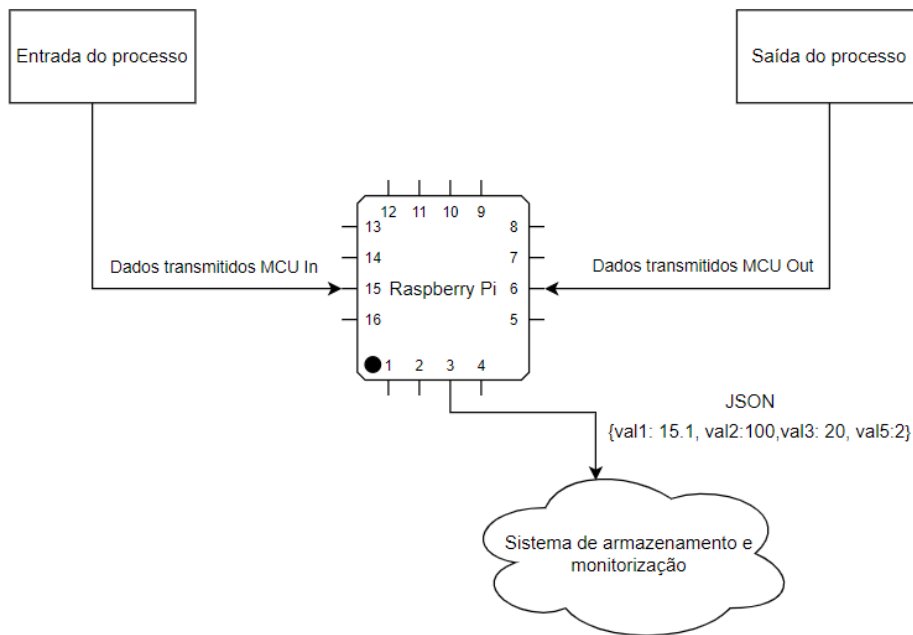 Entrada do processo
Saída do processo
12 11 10 9
13 8
14 7
Dados transmitidos MCU In
Dados transmitidos MCU Out
15 Raspberry Pi 6
16 5
1 2 3 4
JSON
{val1: 15.1, val2:100,val3: 20, val5:2}
Sistema de armazenamento e
monitorização